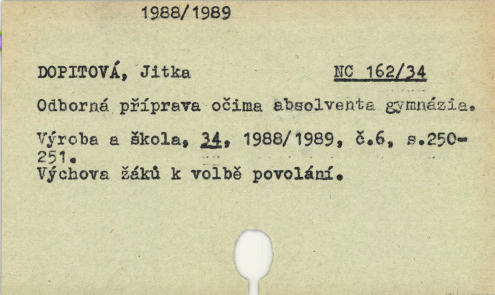 1988/1989
DOPITOVÁ, Jitka NC 162/34
Odborná příprava očima absolventa gymnázia.
Výroba a škola, 34, 1988/1989, č.6, s.250-
251.
Výchova žáků k volbě povolání.